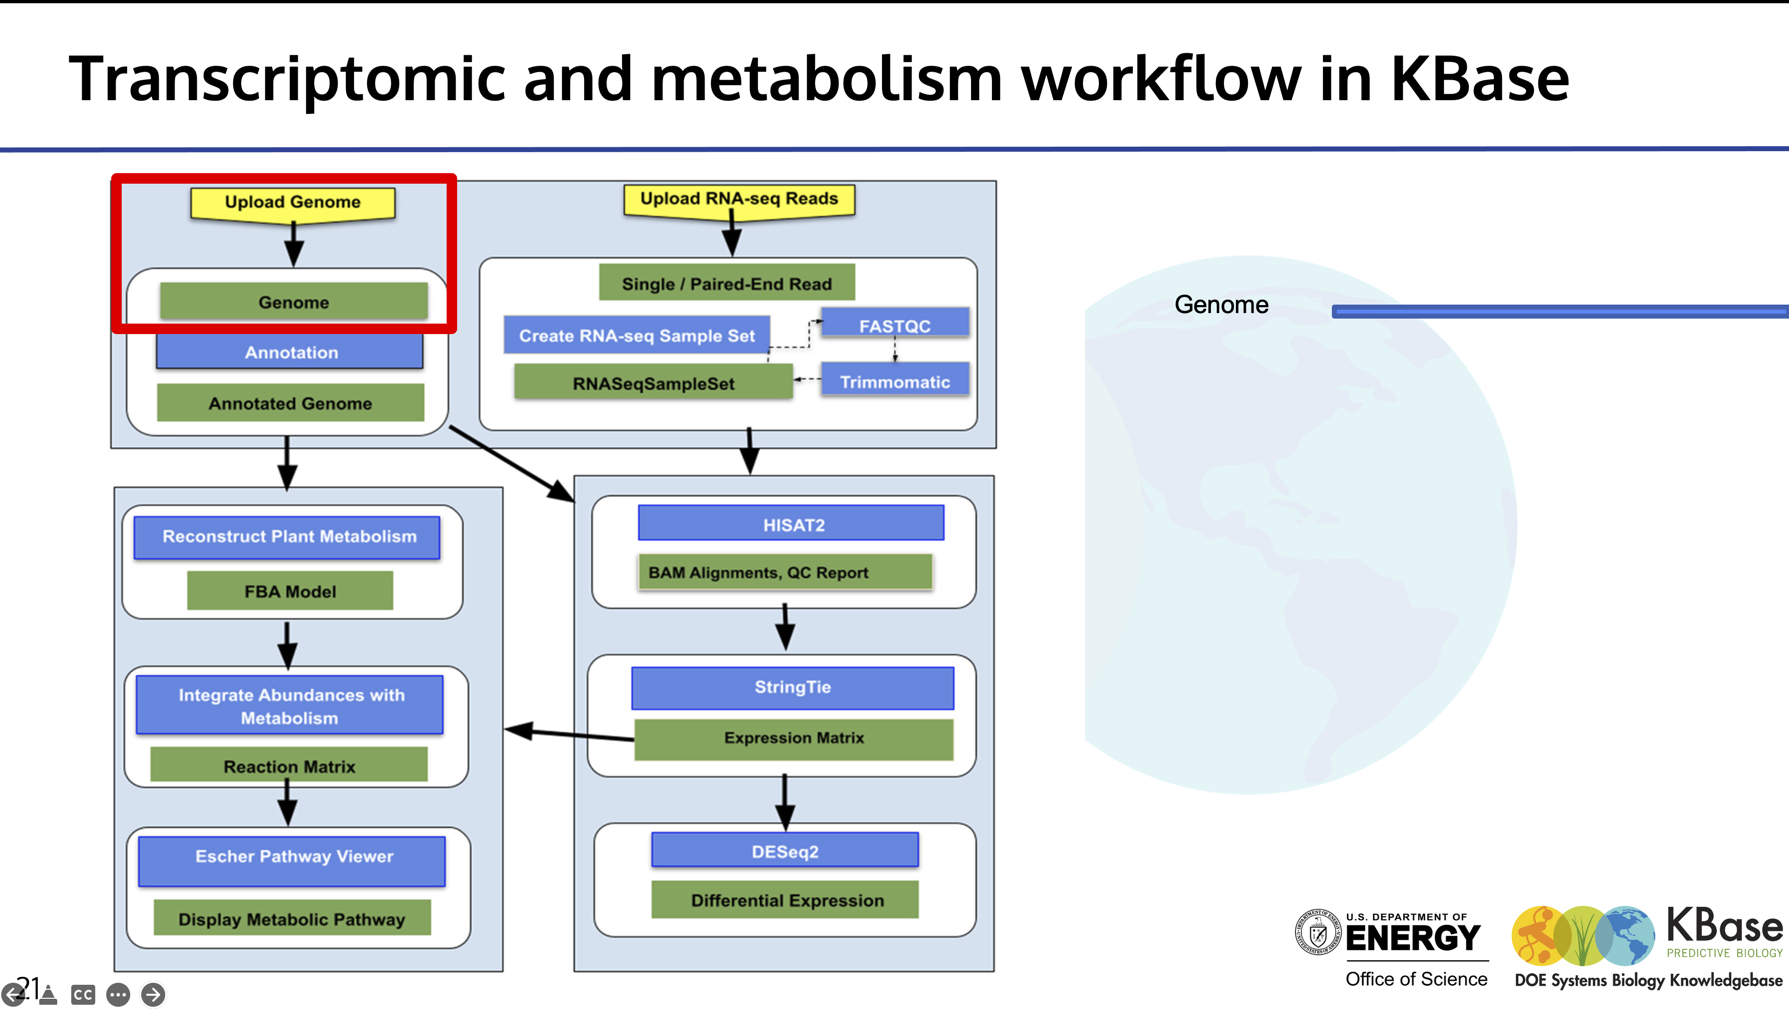 Transcriptomic and metabolism workflow in KBase
Upload Genome
Genome
Annotation
Annotated Genome
Upload RNA-seq Reads
Single / Paired-End Read
Create RNA-seq Sample Set
FASTQC
RNASeqSampleSet
Trimmomatic
Reconstruct Plant Metabolism
FBA Model
Integrate Abundances with
Metabolism
Reaction Matrix
Escher Pathway Viewer
Display Metabolic Pathway
HISAT2
BAM Alignments, QC Report
StringTie
Expression Matrix
DESeq2
Differential Expression
Genome
U.S. DEPARTMENT OF
ENERGY
Office of Science
KBase
PREDICTIVE BIOLOGY
DOE Systems Biology Knowledgebase
21
CC